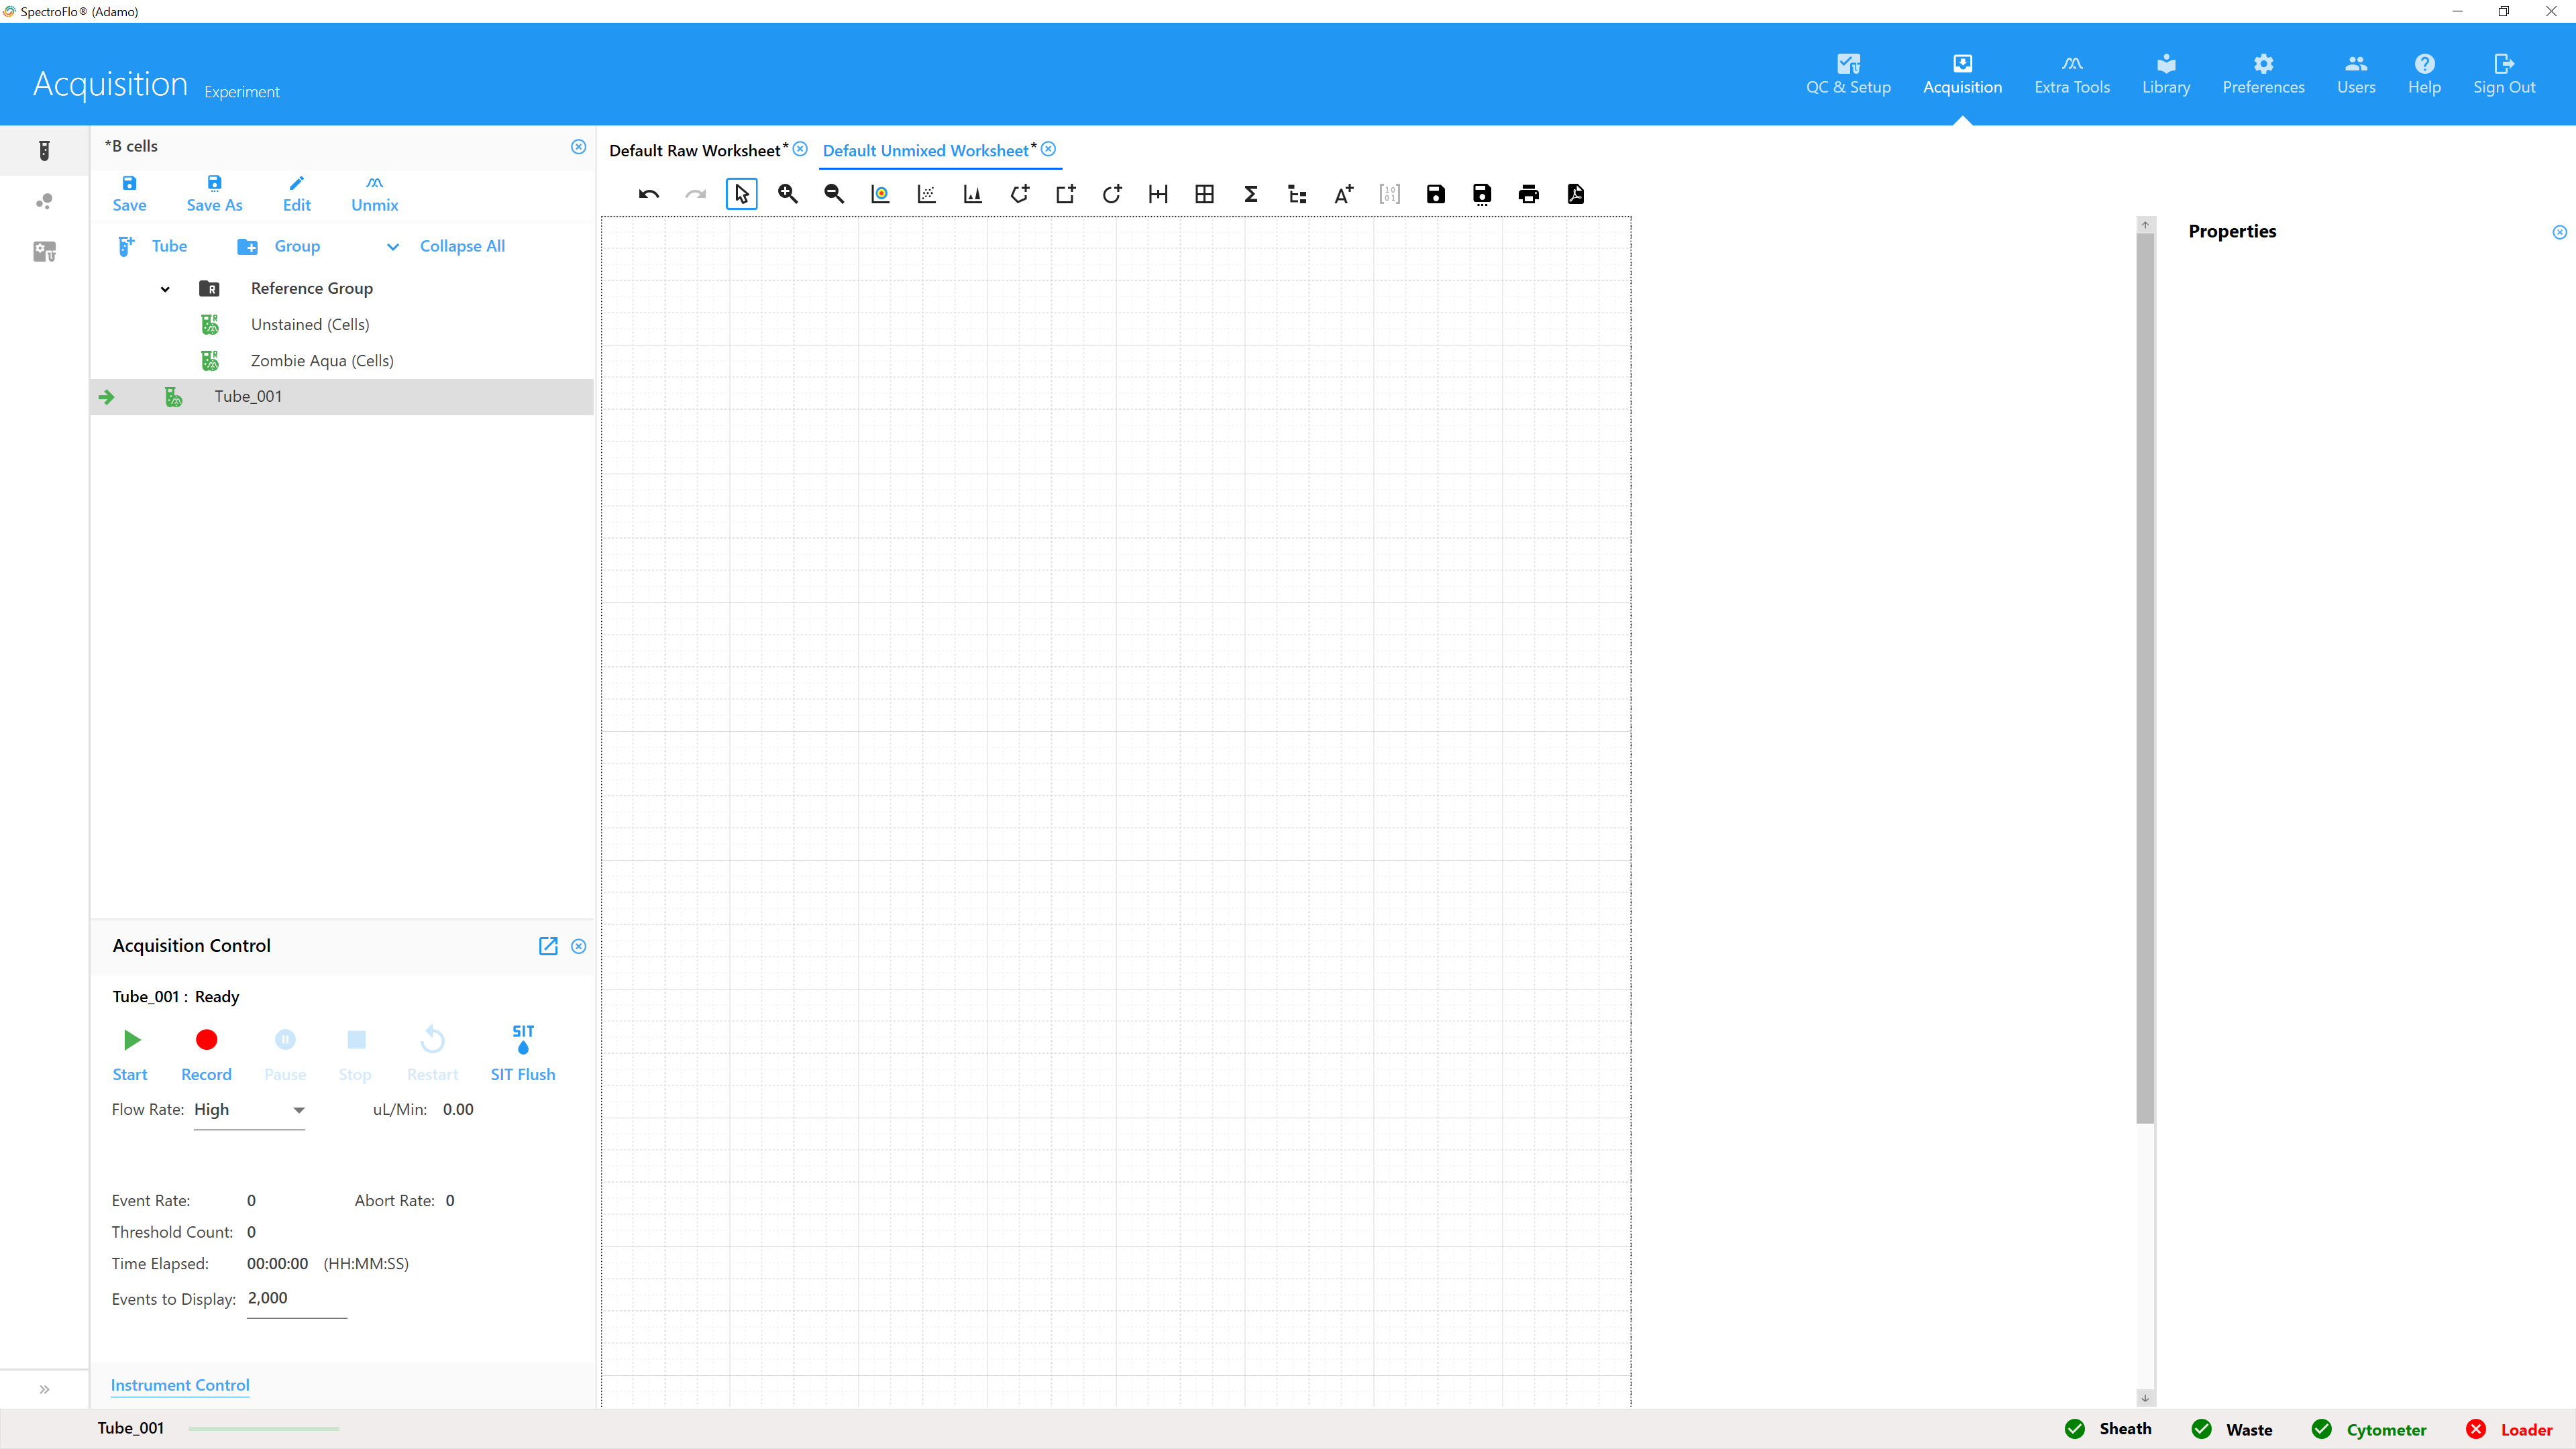 SpectroFlo® (Adamo)
Acquisition Experiment
QC & Setup Acquisition Extra Tools Library Preferences Users Help Sign Out
*B cells
Default Raw Worksheet* Default Unmixed Worksheet*
Save Save As Edit Unmix
Tube Group Collapse All
Properties
Reference Group
Unstained (Cells)
Zombie Aqua (Cells)
Tube_001
Acquisition Control
Tube_001 : Ready
SIT
Start Record Pause Stop Restart SIT Flush
Flow Rate: High uL/Min: 0.00
Event Rate: 0 Abort Rate: 0
Threshold Count: 0
Time Elapsed: 00:00:00 (HH:MM:SS)
Events to Display: 2,000
Instrument Control
Tube_001 Sheath Waste Cytometer Loader